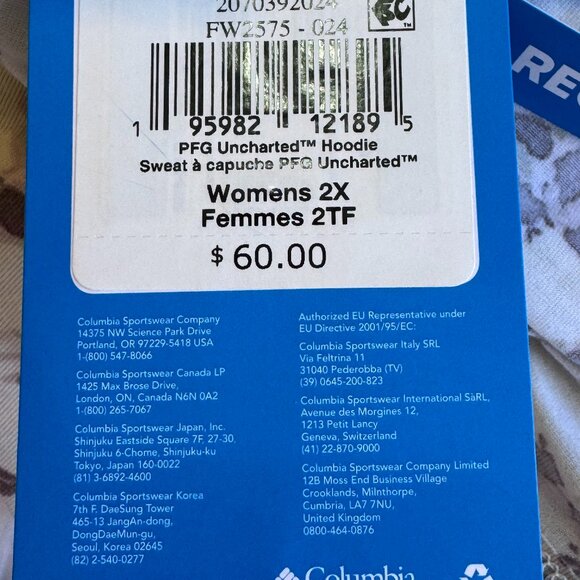 2070392024
FW2575 - 024
1 95982 12189 5
PFG Uncharted™ Hoodie
Sweat à capuche PFG Uncharted™
Womens 2X
Femmes 2TF
$ 60.00
Columbia Sportswear Company
14375 NW Science Park Drive
Portland, OR 97229-5418 USA
1-(800) 547-8066
Columbia Sportswear Canada LP
1425 Max Brose Drive,
London, ON, Canada N6N 0A2
1-(800) 265-7067
Columbia Sportswear Japan, Inc.
Shinjuku Eastside Square 7F, 27-30,
Shinjuku 6-Chome, Shinjuku-ku
Tokyo, Japan 160-0022
(81) 3-6892-4600
Columbia Sportswear Korea
7th F. DaeSung Tower
465-13 JangAn-dong,
DongDaeMun-gu,
Seoul, Korea 02645
(82) 2-540-0277
Authorized EU Representative under
EU Directive 2001/95/EC:
Columbia Sportswear Italy SRL
Via Feltrina 11
31040 Pederobba (TV)
(39) 0645-200-823
Columbia Sportswear International SàRL,
Avenue des Morgines 12,
1213 Petit Lancy
Geneva, Switzerland
(41) 22-870-9000
Columbia Sportswear Company Limited
12B Moss End Business Village
Crooklands, Milnthorpe,
Cumbria, LA7 7NU,
United Kingdom
0800-464-0876
Columbia